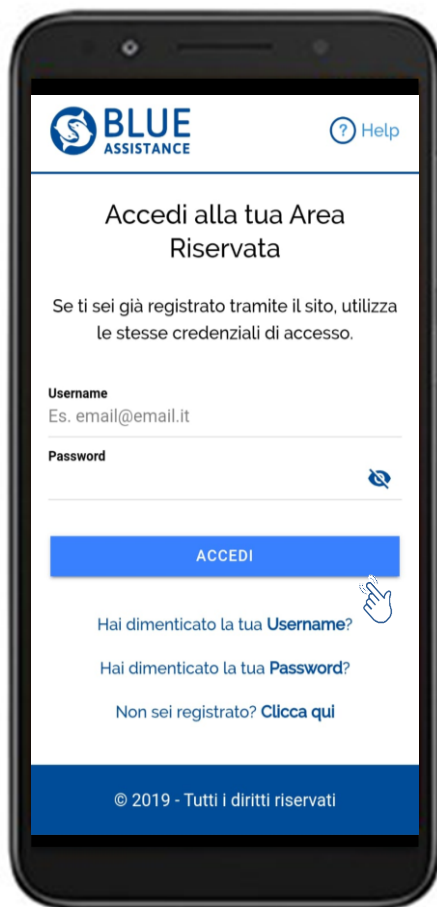 BLUE
ASSISTANCE
? Help
Accedi alla tua Area
Riservata
Se ti sei già registrato tramite il sito, utilizza
le stesse credenziali di accesso.
Username
Es. email@email.it
Password
ACCEDI
Hai dimenticato la tua Username?
Hai dimenticato la tua Password?
Non sei registrato? Clicca qui
© 2019 - Tutti i diritti riservati